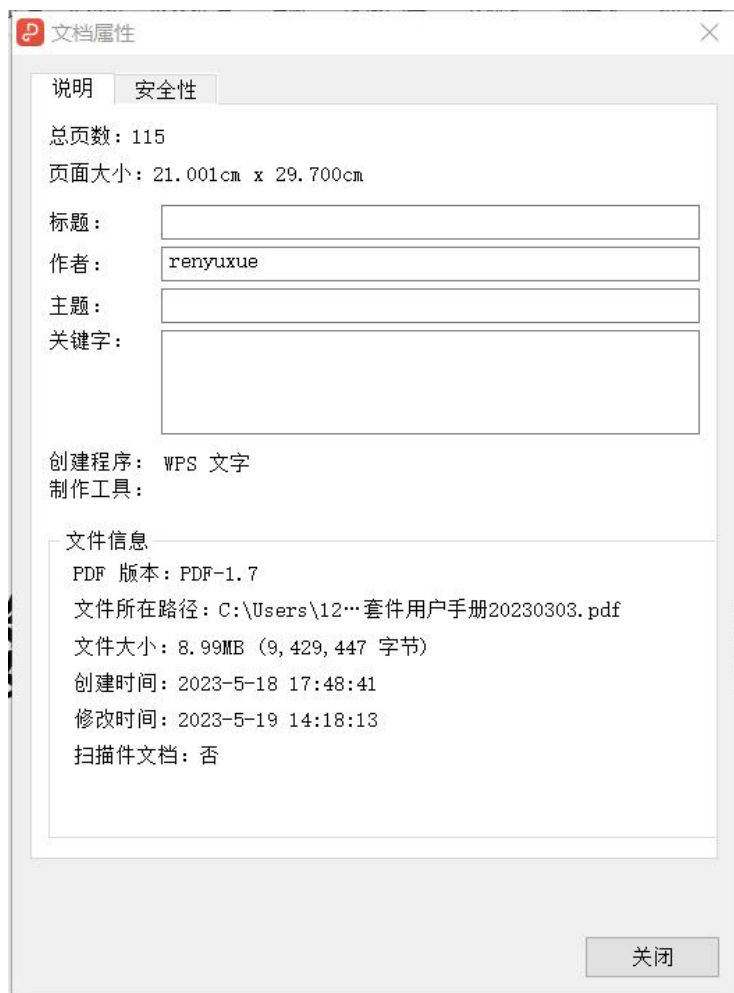 文档属性
说明 安全性
总页数：115
页面大小：21.001cm x 29.700cm
标题：
作者： renyuxue
主题：
关键字：
创建程序： WPS 文字
制作工具：
文件信息
PDF 版本：PDF-1.7
文件所在路径：C:\Users\12…套件用户手册20230303.pdf
文件大小：8.99MB (9,429,447 字节)
创建时间：2023-5-18 17:48:41
修改时间：2023-5-19 14:18:13
扫描件文档：否
关闭